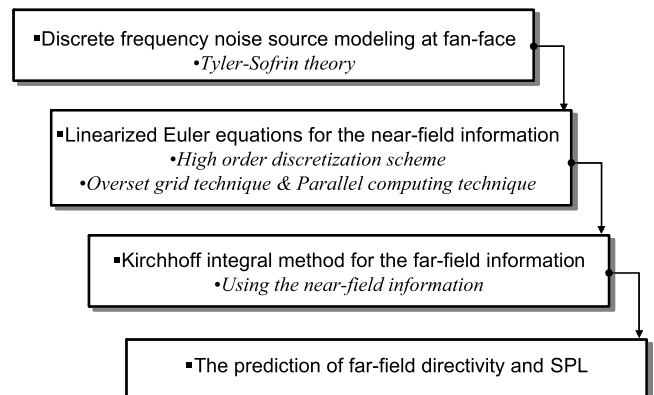 ▪Discrete frequency noise source modeling at fan-face
•Tyler-Sofrin theory
▪Linearized Euler equations for the near-field information
•High order discretization scheme
•Overset grid technique & Parallel computing technique
▪Kirchhoff integral method for the far-field information
•Using the near-field information
▪The prediction of far-field directivity and SPL